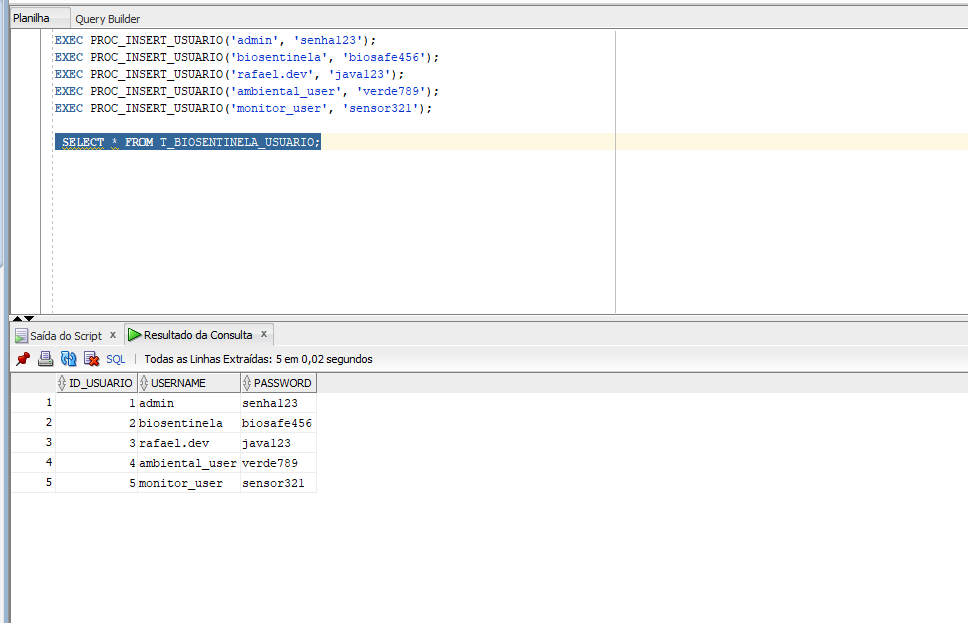 Planilha Query Builder
EXEC PROC_INSERT_USUARIO('admin', 'senha123');
EXEC PROC_INSERT_USUARIO('biosentinela', 'biosafe456');
EXEC PROC_INSERT_USUARIO('rafael.dev', 'java123');
EXEC PROC_INSERT_USUARIO('ambiental_user', 'verde789');
EXEC PROC_INSERT_USUARIO('monitor_user', 'sensor321');
SELECT * FROM T_BIOSENTINELA_USUARIO;
Saída do Script x Resultado da Consulta x
SQL | Todas as Linhas Extraídas: 5 em 0,02 segundos
ID_USUARIO USERNAME PASSWORD
1 1 admin senha123
2 2 biosentinela biosafe456
3 3 rafael.dev java123
4 4 ambiental_user verde789
5 5 monitor_user sensor321